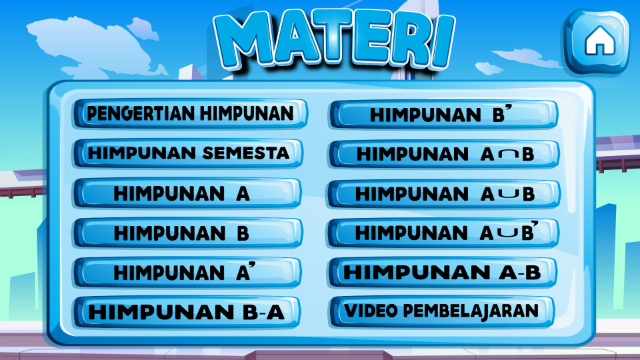 MATERI
PENGERTIAN HIMPUNAN
HIMPUNAN SEMESTA
HIMPUNAN A
HIMPUNAN B
HIMPUNAN A’
HIMPUNAN B-A
HIMPUNAN B’
HIMPUNAN A∩B
HIMPUNAN A∪B
HIMPUNAN A∪B’
HIMPUNAN A-B
VIDEO PEMBELAJARAN